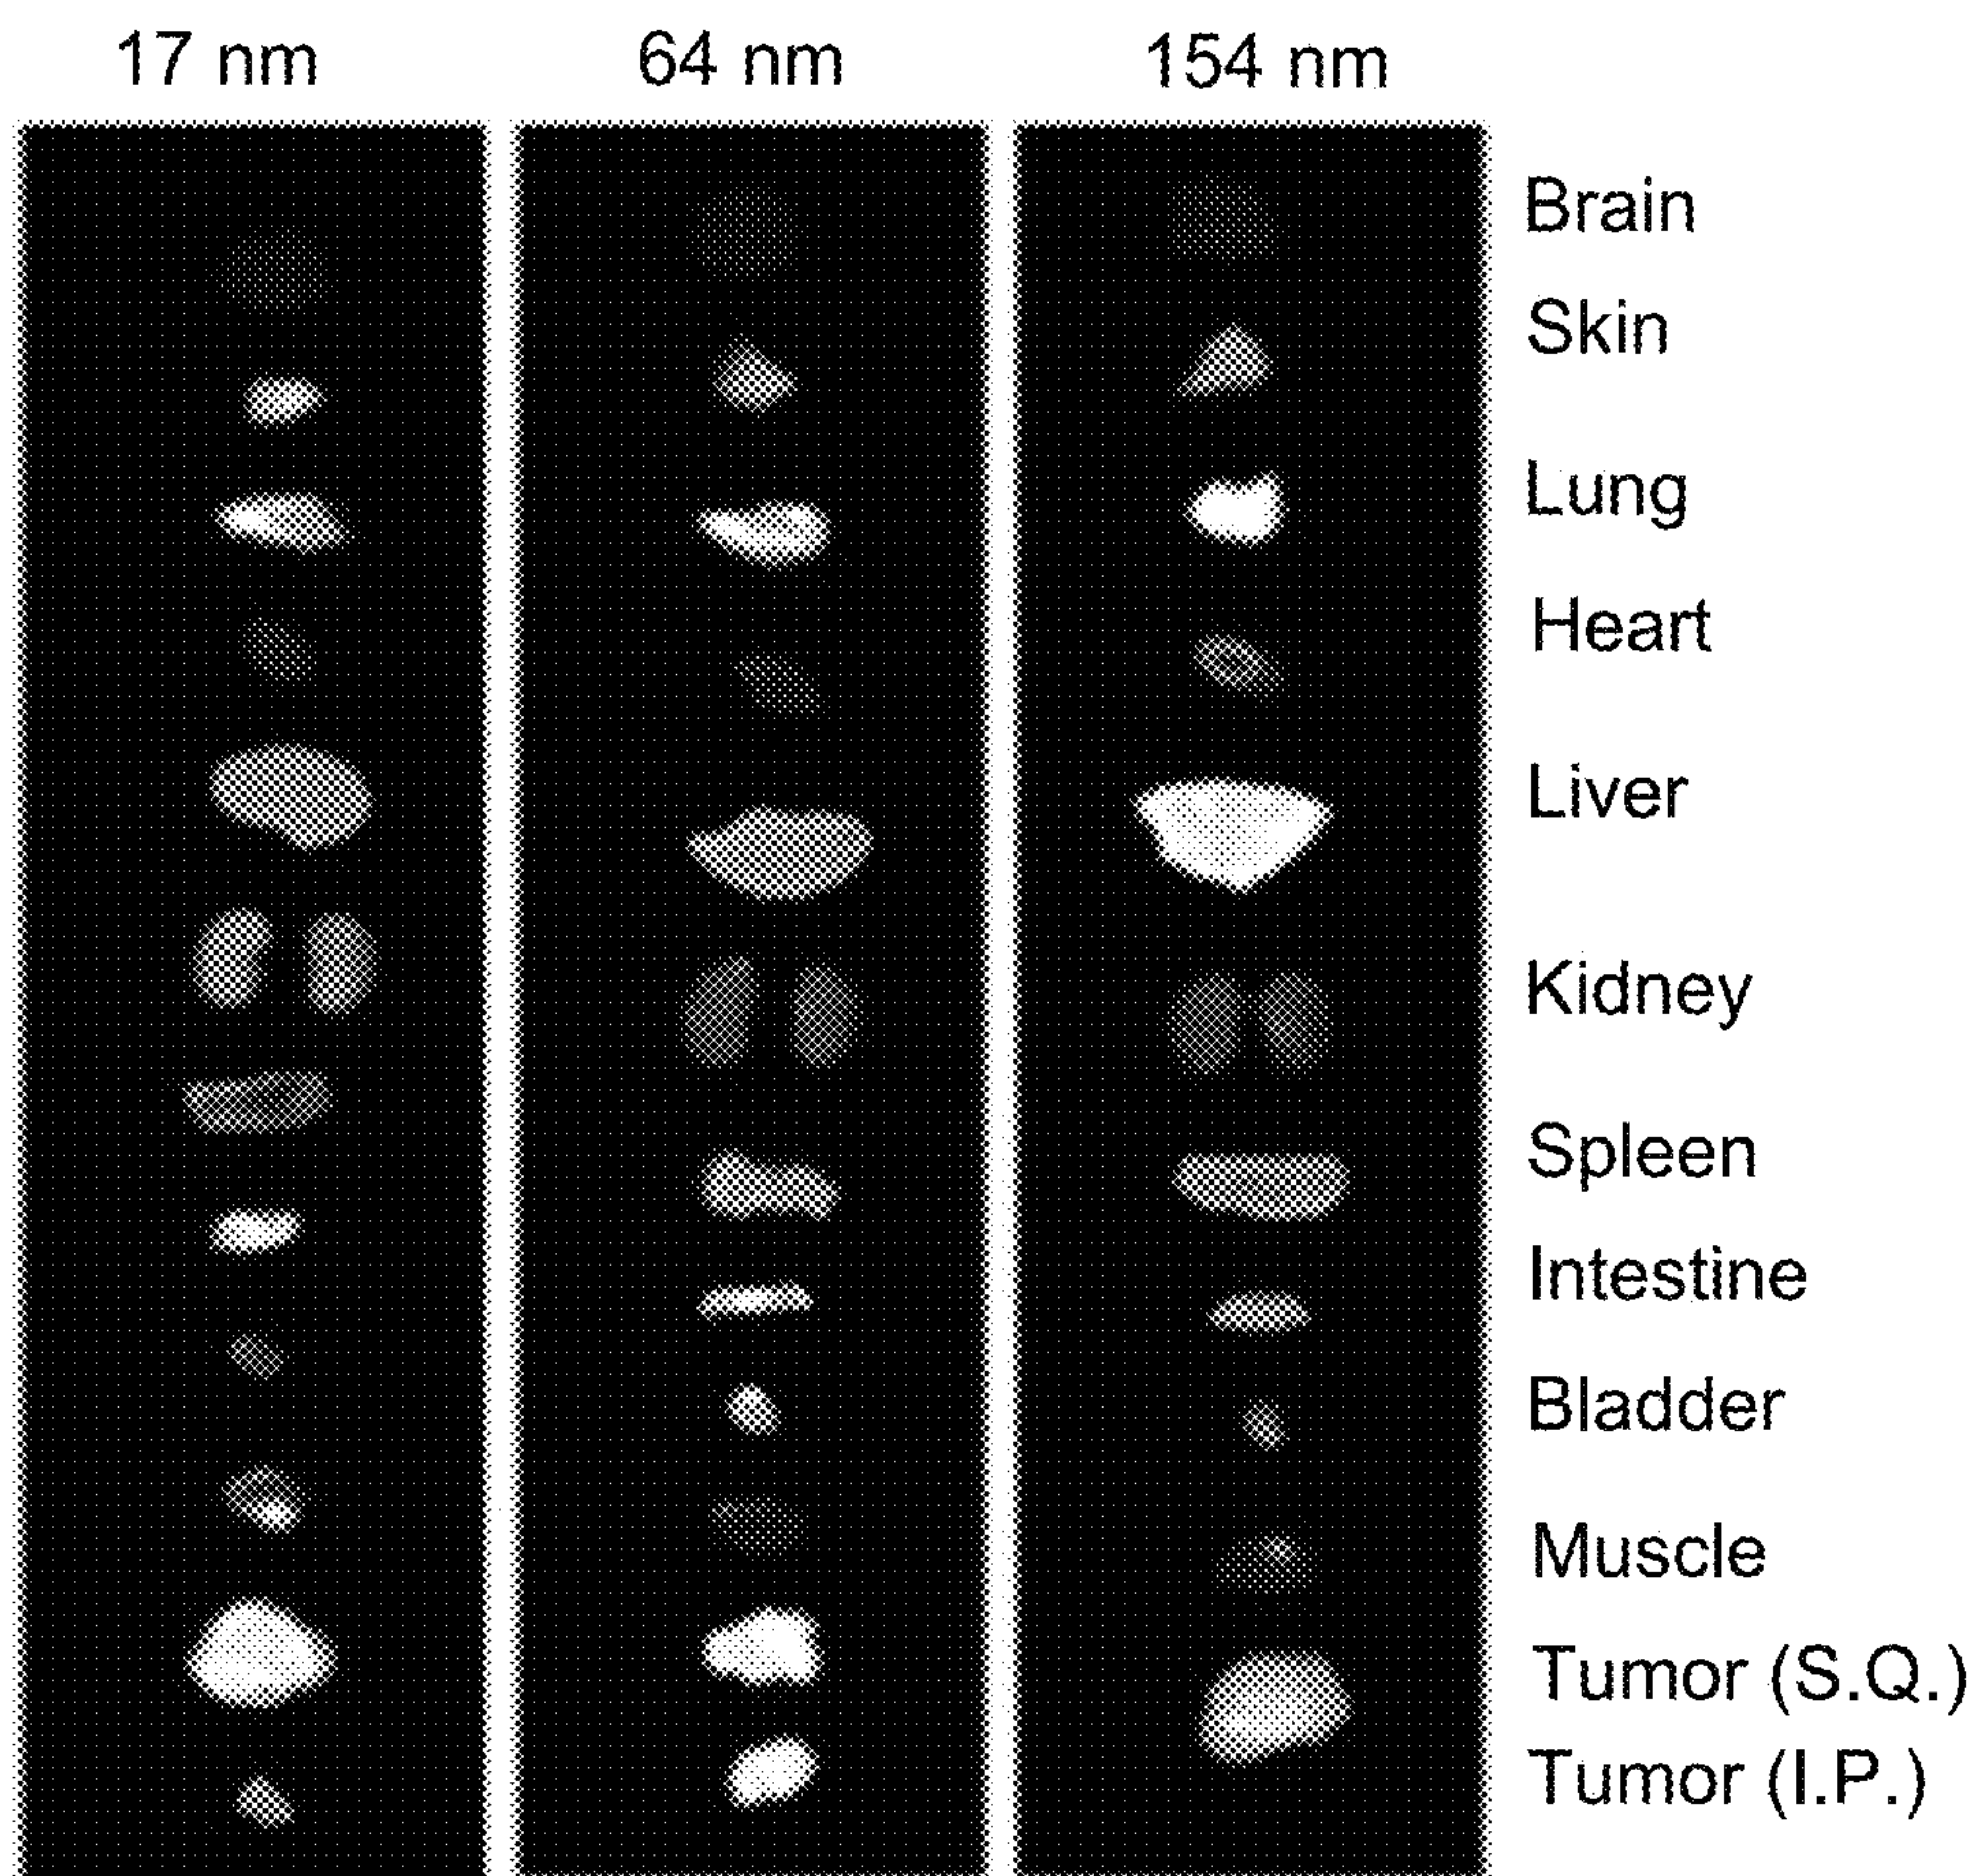 17 nm 64 nm 154 nm
Brain
Skin
Lung
Heart
Liver
Kidney
Spleen
Intestine
Bladder
Muscle
Tumor (S.Q.)
Tumor (I.P.)